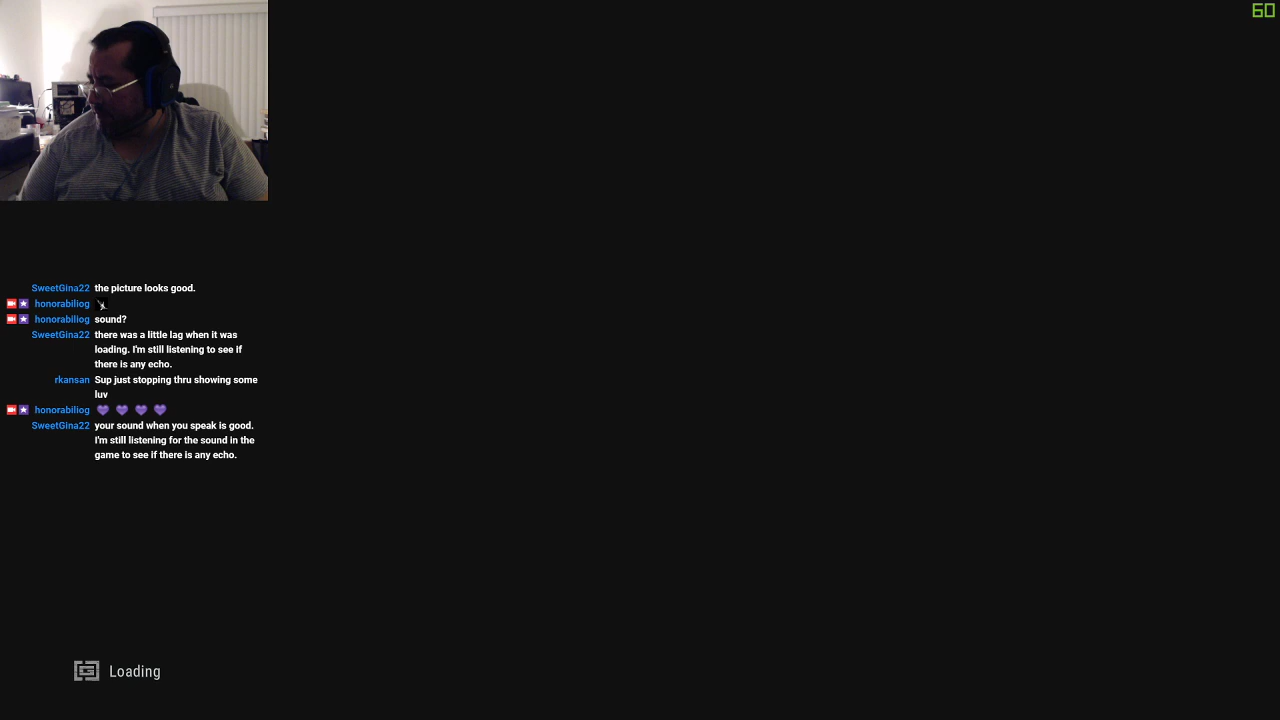 60
SweetGina22 the picture looks good.
honorabiliog
honorabiliog sound?
SweetGina22 there was a little lag when it was
loading. I'm still listening to see if
there is any echo.
rkansan Sup just stopping thru showing some
luv
honorabiliog
SweetGina22 your sound when you speak is good.
I'm still listening for the sound in the
game to see if there is any echo.
Loading